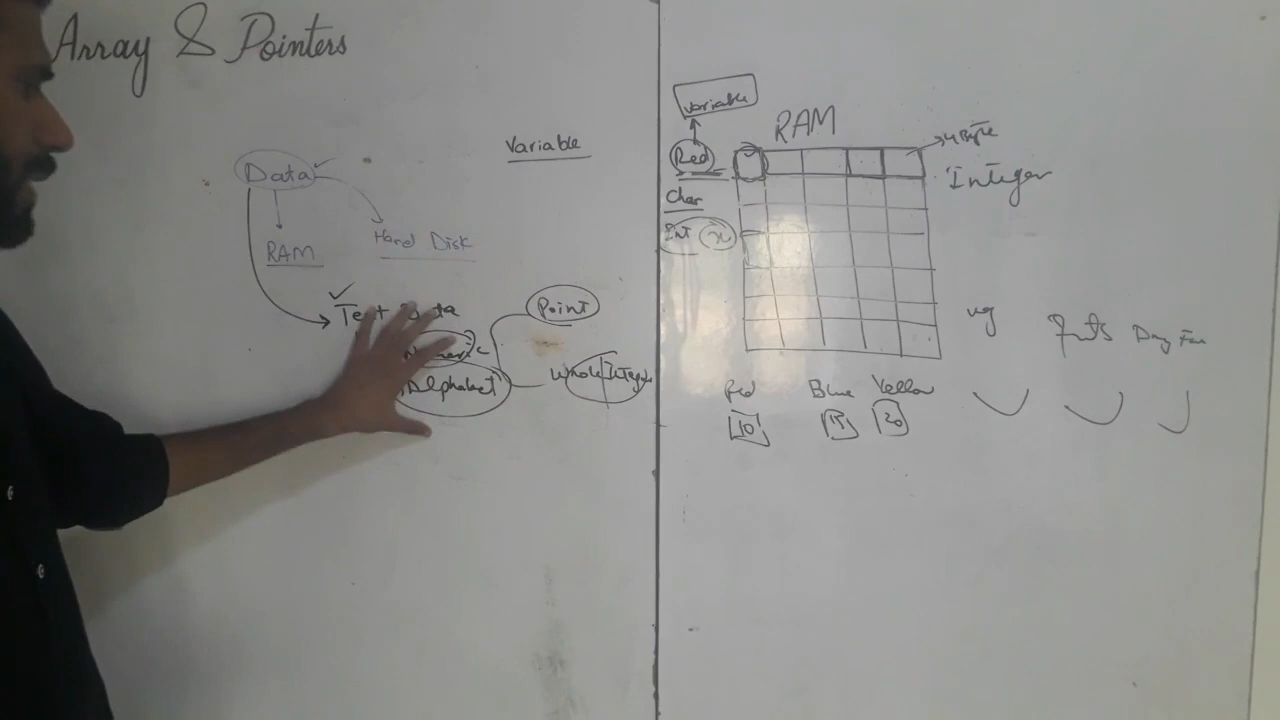 Array & Pointers
Variable
Data
RAM
Hard Disk
Point
Alphabet
Whole
variable
RAM
Red
4 Byte
Integer
Char
Int x
Red Blue Yellow
10 20